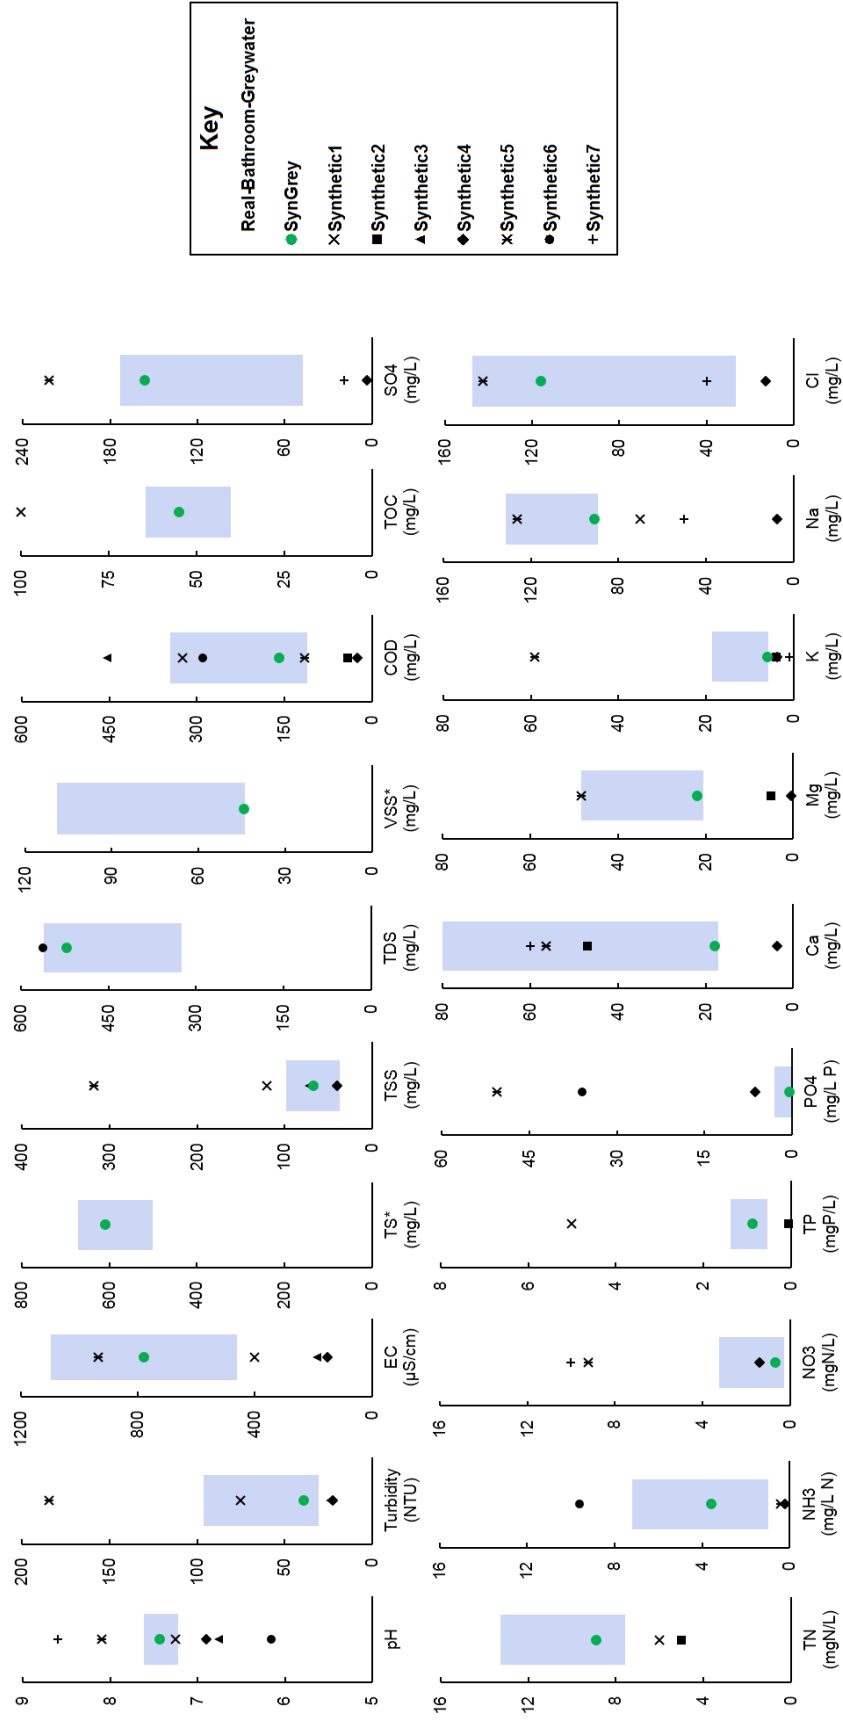 9
8
7
6
5
pH
200
150
100
50
0
Turbidity
(NTU)
1200
800
400
0
EC
(µS/cm)
800
600
400
200
0
TS*
(mg/L)
400
300
200
100
0
TSS
(mg/L)
600
450
300
150
0
TDS
(mg/L)
120
90
60
30
0
VSS*
(mg/L)
600
450
300
150
0
COD
(mg/L)
100
75
50
25
0
TOC
(mg/L)
240
180
120
60
0
SO4
(mg/L)
16
12
8
4
0
TN
(mgN/L)
16
12
8
4
0
NH3
(mg/L N)
16
12
8
4
0
NO3
(mgN/L)
8
6
4
2
0
TP
(mgP/L)
60
45
30
15
0
PO4
(mg/L P)
80
60
40
20
0
Ca
(mg/L)
80
60
40
20
0
Mg
(mg/L)
80
60
40
20
0
K
(mg/L)
160
120
80
40
0
Na
(mg/L)
160
120
80
40
0
Cl
(mg/L)
Key
Real-Bathroom-Greywater
SynGrey
Synthetic1
Synthetic2
Synthetic3
Synthetic4
Synthetic5
Synthetic6
Synthetic7